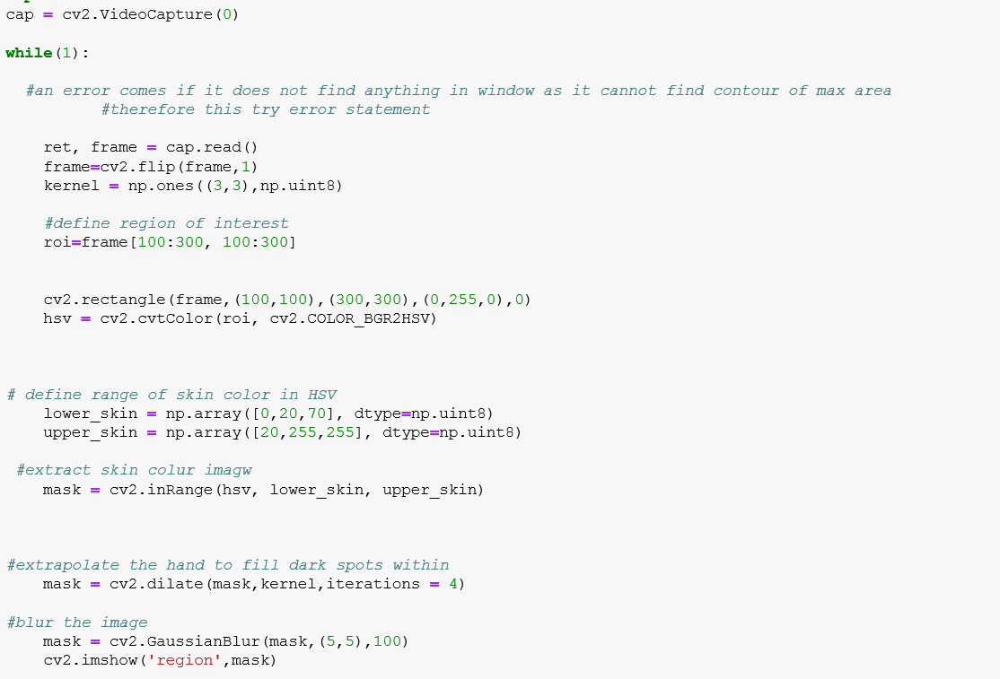 cap = cv2.VideoCapture(0)
while(1):
#an error comes if it does not find anything in window as it cannot find contour of max area
#therefore this try error statement
ret, frame = cap.read()
frame=cv2.flip(frame,1)
kernel = np.ones((3,3),np.uint8)
#define region of interest
roi=frame[100:300, 100:300]
cv2.rectangle(frame,(100,100),(300,300),(0,255,0),0)
hsv = cv2.cvtColor(roi, cv2.COLOR_BGR2HSV)
# define range of skin color in HSV
lower_skin = np.array([0,20,70], dtype=np.uint8)
upper_skin = np.array([20,255,255], dtype=np.uint8)
#extract skin colur imagw
mask = cv2.inRange(hsv, lower_skin, upper_skin)
#extrapolate the hand to fill dark spots within
mask = cv2.dilate(mask,kernel,iterations = 4)
#blur the image
mask = cv2.GaussianBlur(mask,(5,5),100)
cv2.imshow('region',mask)